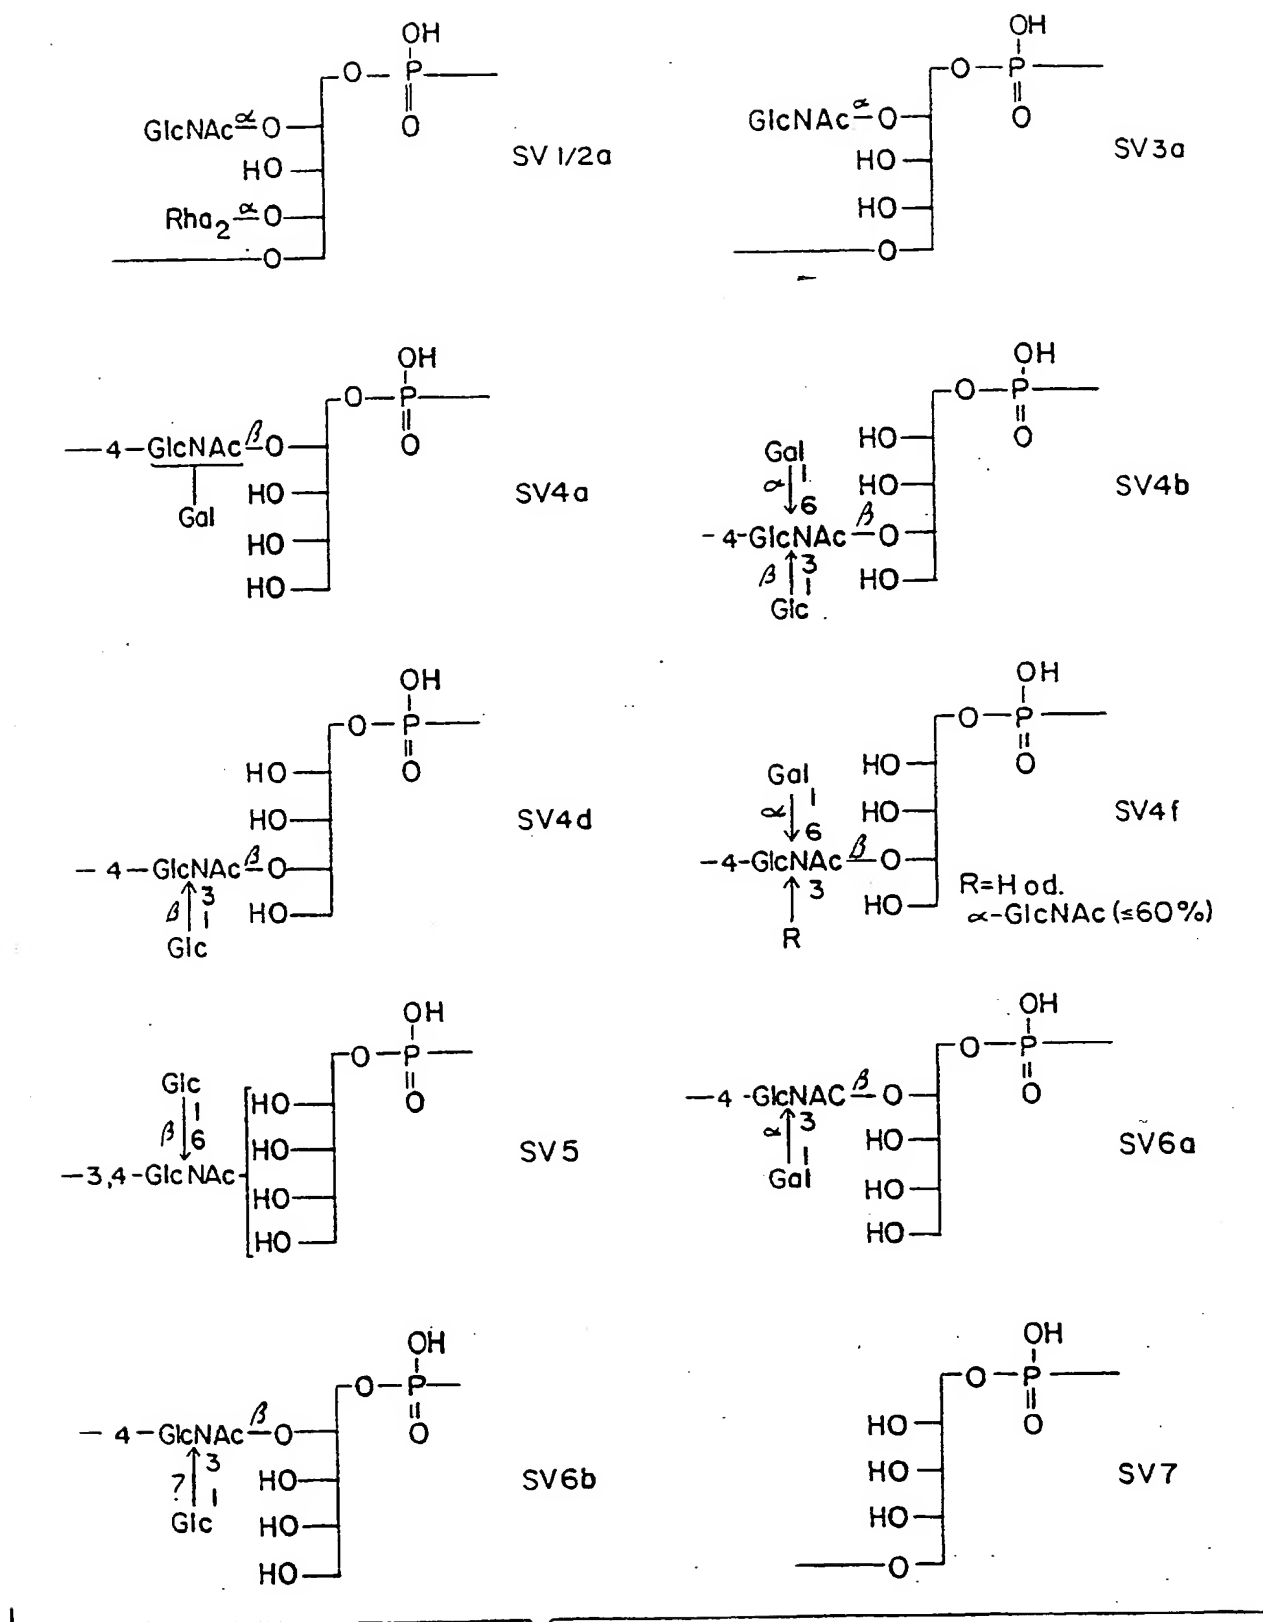 OH
O—P—
O
GlcNAc α O
HO
Rha2 α O
O
SV 1/2a
OH
O—P—
O
GlcNAc α O
HO
HO
O
SV3a
OH
O—P—
O
—4—GlcNAc β O
Gal
HO
HO
HO
SV4a
OH
O—P—
O
HO
HO
Gal
α 1
6
-4-GlcNAc β O
3
β 1
Glc
HO
SV4b
OH
O—P—
O
HO
HO
-4-GlcNAc β O
3
β 1
Glc
HO
SV4d
OH
O—P—
O
HO
HO
Gal
α 1
6
-4-GlcNAc β O
3
R
HO
SV4f
R=H od.
α-GlcNAc (≤60%)
OH
O—P—
O
Glc
1
β 6
—3,4-GlcNAc
HO
HO
HO
HO
SV5
OH
O—P—
O
—4-GlcNAC β O
α 3
1
Gal
HO
HO
HO
SV6a
OH
O—P—
O
-4-GlcNAc β O
3
? 1
Glc
HO
HO
HO
SV6b
OH
O—P—
O
HO
HO
HO
O
SV7